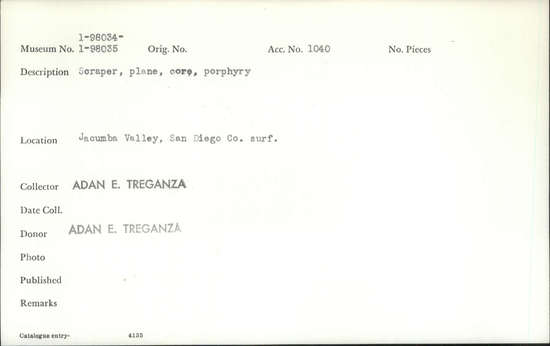 1-98034-
Museum No. 1-98035 Orig. No. Acc. No. 1040 No. Pieces
Description Scraper, plane, core, porphyry
Location Jacumba Valley, San Diego Co. surf.
Collector ADAN E. TREGANZA
Date Coll.
Donor ADAN E. TREGANZA
Photo
Published
Remarks
Catalogue entry- 4135